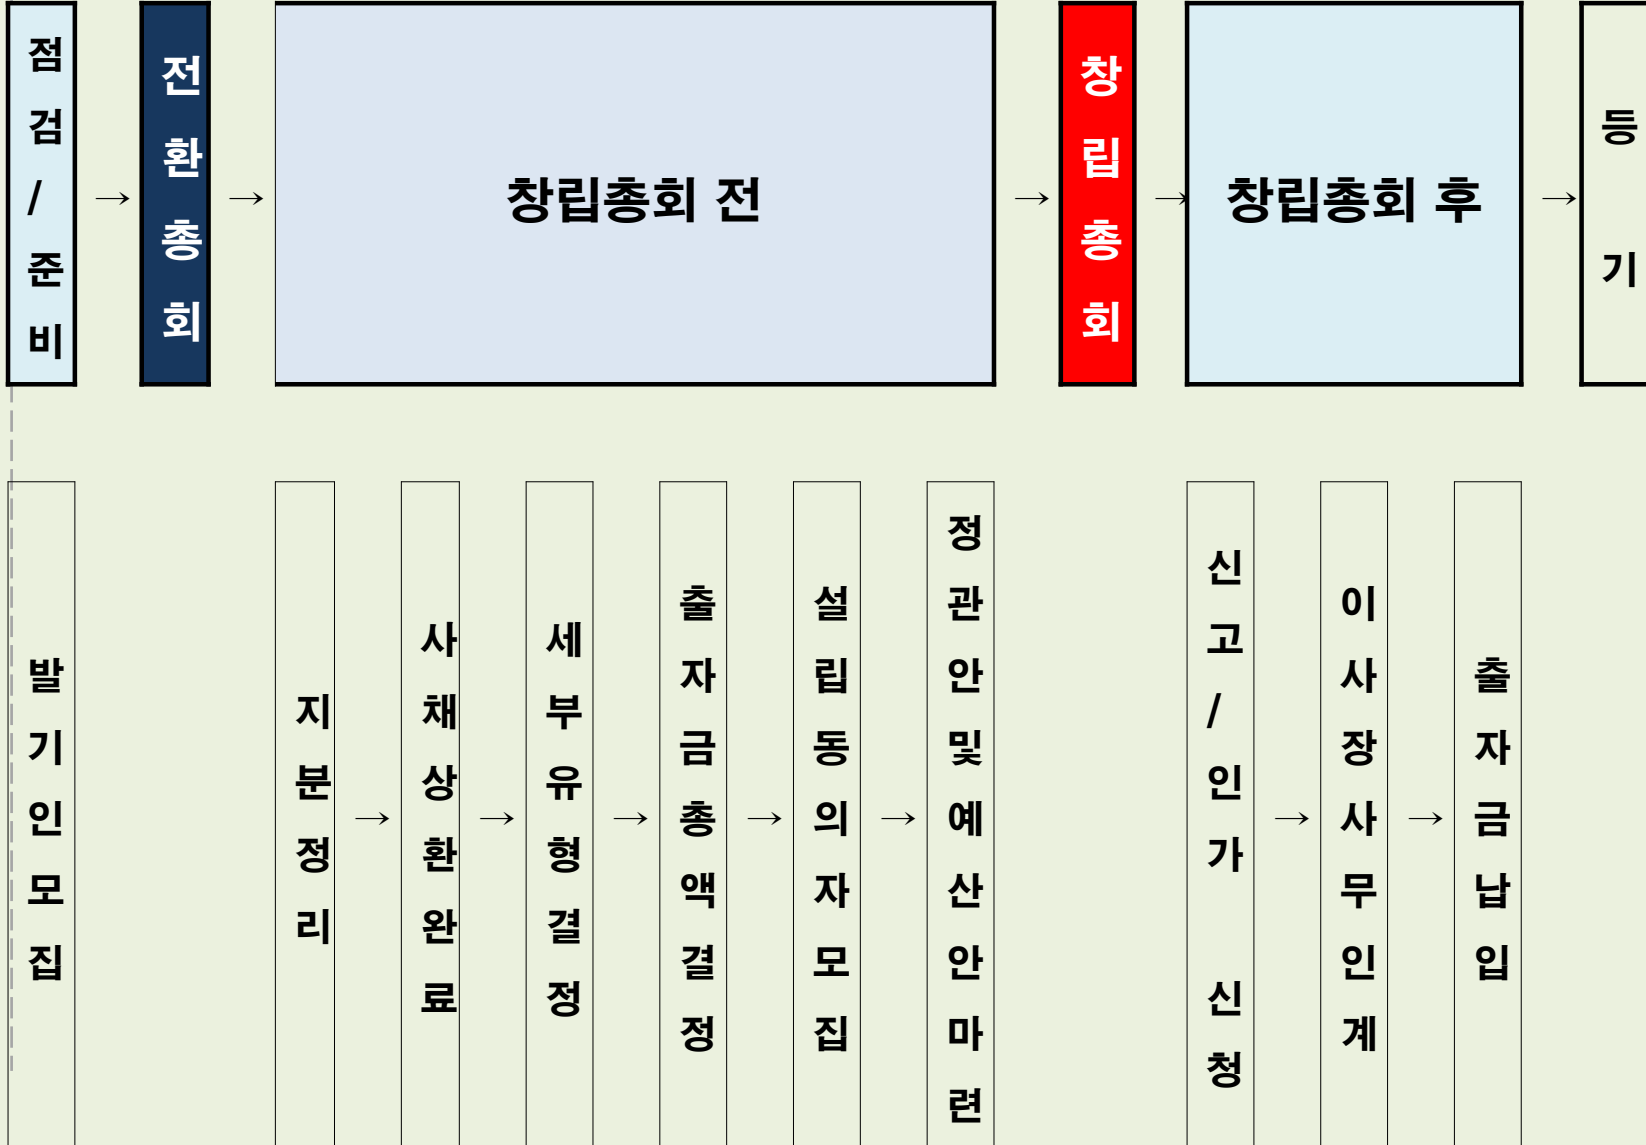 점검/준비
→
전환총회
→
창립총회 전
→
창립총회
→
창립총회 후
→
등기
발기인모집
지분정리
→
사채상환완료
→
세부유형결정
→
출자금총액결정
→
설립동의자모집
→
정관안및예산안마련
신고/인가 신청
→
이사장사무인계
→
출자금납입